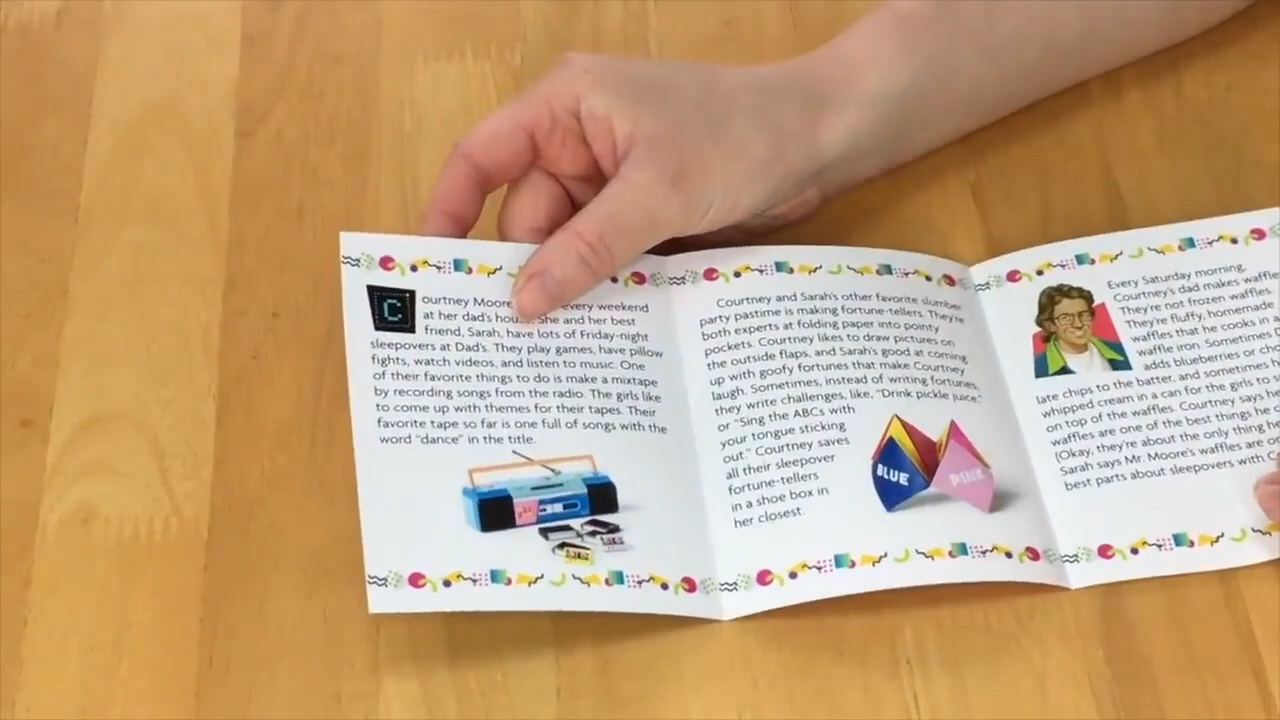 Courtney Moore every weekend
at her dad's house. She and her best
friend, Sarah, have lots of Friday-night
sleepovers at Dad's. They play games, have pillow
fights, watch videos, and listen to music. One
of their favorite things to do is make a mixtape
by recording songs from the radio. The girls like
to come up with themes for their tapes. Their
favorite tape so far is one full of songs with the
word "dance" in the title.
Courtney and Sarah's other favorite slumber
party pastime is making fortune-tellers. They're
both experts at folding paper into pointy
pockets. Courtney likes to draw pictures on
the outside flaps, and Sarah's good at coming
up with goofy fortunes that make Courtney
laugh. Sometimes, instead of writing fortunes,
they write challenges, like, "Drink pickle juice,"
or "Sing the ABCs with
your tongue sticking
out." Courtney saves
all their sleepover
fortune-tellers
in a shoe box in
her closest.
BLUE
PINK
Every Saturday morning,
Courtney's dad makes waffles
They're not frozen waffles.
They're fluffy, homemade
waffles that he cooks in
waffle iron. Sometimes
adds blueberries or cho
late chips to the batter, and sometimes
whipped cream in a can for the girls to
on top of the waffles. Courtney says
waffles are one of the best things he
(Okay, they're about the only thing he
Sarah says Mr. Moore's waffles are
best parts about sleepovers with